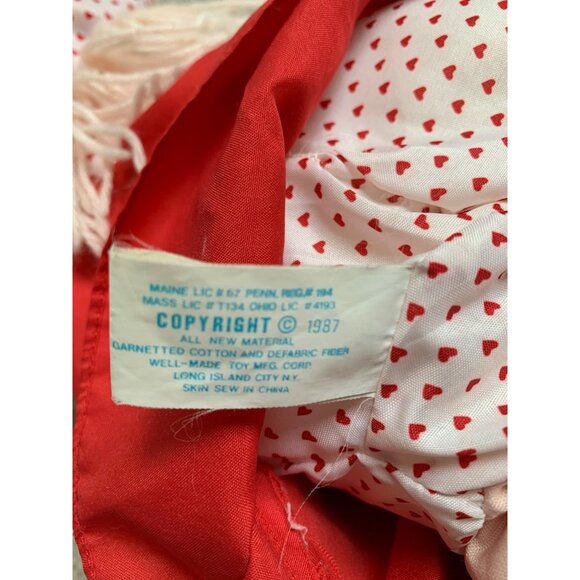 MAINE LIC # 67 PENN. REG.# 194
MASS LIC # T134 OHIO LIC # 4193
COPYRIGHT © 1987
ALL NEW MATERIAL
GARNETTED COTTON AND DEFABRIC FIBER
WELL-MADE TOY MFG. CORP.
LONG ISLAND CITY N.Y.
SKIN SEW IN CHINA